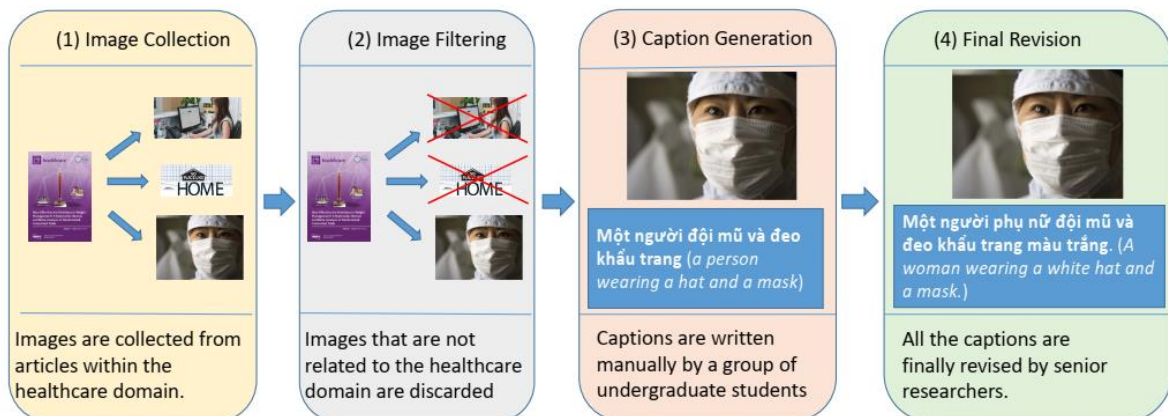 (1) Image Collection
healthcare
HOME
Images are collected from
articles within the
healthcare domain.
(2) Image Filtering
healthcare
HOME
Images that are not
related to the healthcare
domain are discarded
(3) Caption Generation
Một người đội mũ và đeo
khẩu trang (a person
wearing a hat and a mask)
Captions are written
manually by a group of
undergraduate students
(4) Final Revision
Một người phụ nữ đội mũ và
đeo khẩu trang màu trắng. (A
woman wearing a white hat and
a mask.)
All the captions are
finally revised by senior
researchers.